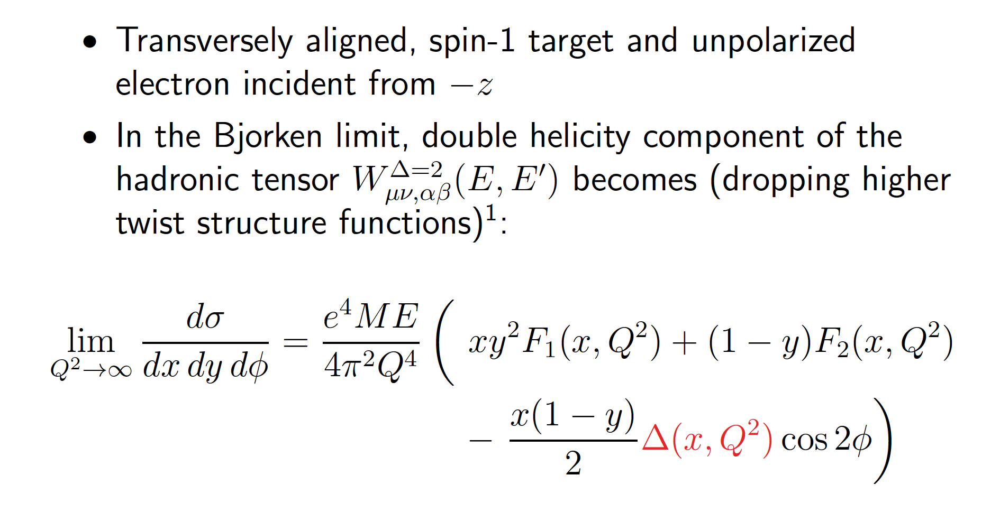 • Transversely aligned, spin-1 target and unpolarized
electron incident from $-z$
• In the Bjorken limit, double helicity component of the
hadronic tensor $W^{\Delta=2}_{\mu\nu,\alpha\beta}(E, E')$ becomes (dropping higher
twist structure functions)$^1$:
$\lim_{Q^2\to\infty} \frac{d\sigma}{dx\,dy\,d\phi} = \frac{e^4 M E}{4\pi^2 Q^4} \Big( xy^2 F_1(x, Q^2) + (1-y) F_2(x, Q^2)$
$- \frac{x(1-y)}{2} \Delta(x, Q^2) \cos 2\phi \Big)$